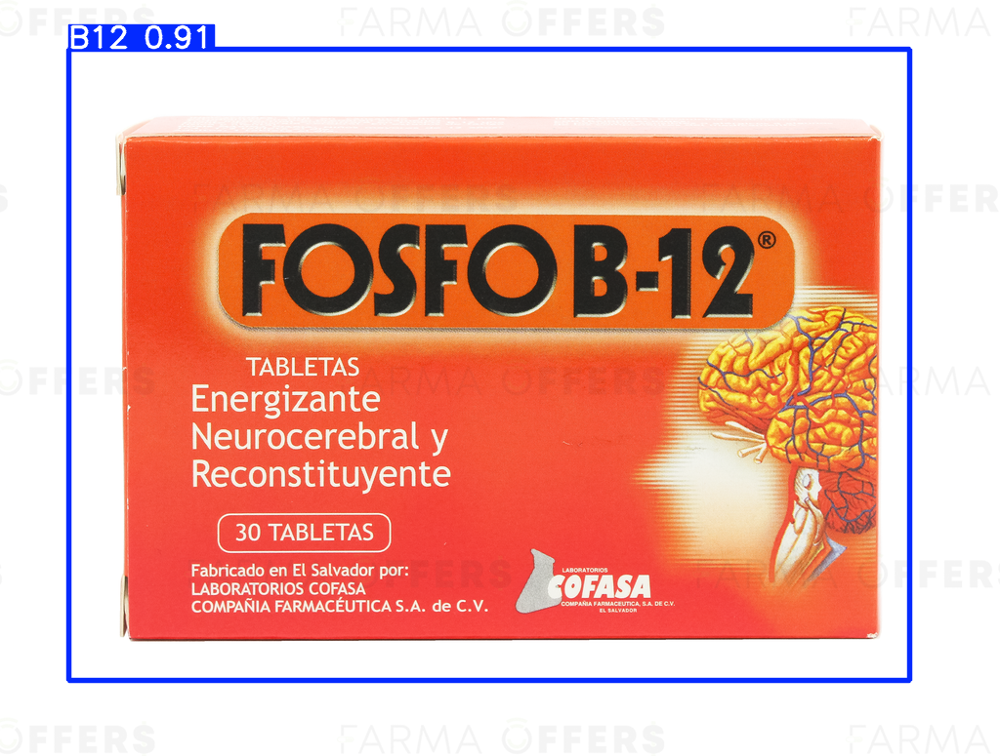 B12 0.91
FARMA OFFERS
FOSFO B-12®
TABLETAS
Energizante
Neurocerebral y
Reconstituyente
30 TABLETAS
Fabricado en El Salvador por:
LABORATORIOS COFASA
COMPAÑIA FARMACÉUTICA S.A. de C.V.
LABORATORIOS
COFASA
COMPAÑIA FARMACEUTICA, S.A. DE C.V.
EL SALVADOR